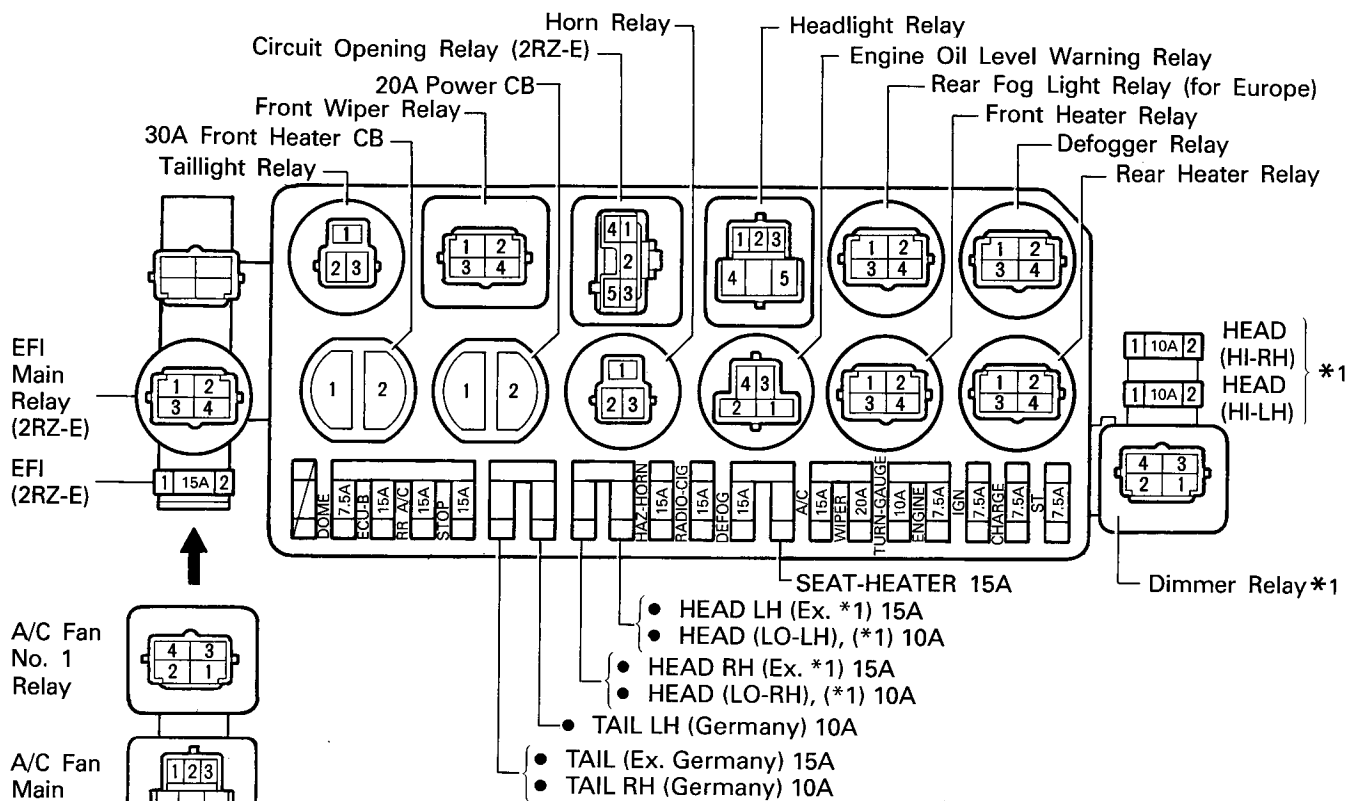 Horn Relay
Headlight Relay
Circuit Opening Relay (2RZ-E)
Engine Oil Level Warning Relay
20A Power CB
Rear Fog Light Relay (for Europe)
Front Wiper Relay
Front Heater Relay
30A Front Heater CB
Defogger Relay
Taillight Relay
Rear Heater Relay
1
2 3
1 2
3 4
4 1
2
5 3
1 2 3
4 5
1 2
3 4
1 2
3 4
EFI
Main
Relay
(2RZ-E)
1 2
3 4
1 2
1 2
1
2 3
4 3
2 1
1 2
3 4
1 2
3 4
1 10A 2
HEAD
(HI-RH)
1 10A 2
HEAD
(HI-LH)
*1
4 3
2 1
EFI
(2RZ-E)
1 15A 2
DOME
7.5A
ECU-B
15A
RR A/C
15A
STOP
15A
HAZ-HORN
15A
RADIO-CIG
15A
DEFOG
15A
A/C
15A
WIPER
20A
TURN-GAUGE
10A
ENGINE
7.5A
IGN
7.5A
CHARGE
7.5A
ST
7.5A
SEAT-HEATER 15A
Dimmer Relay *1
● HEAD LH (Ex. *1) 15A
● HEAD (LO-LH), (*1) 10A
● HEAD RH (Ex. *1) 15A
● HEAD (LO-RH), (*1) 10A
● TAIL LH (Germany) 10A
● TAIL (Ex. Germany) 15A
● TAIL RH (Germany) 10A
A/C Fan
No. 1
Relay
4 3
2 1
A/C Fan
Main
1 2 3